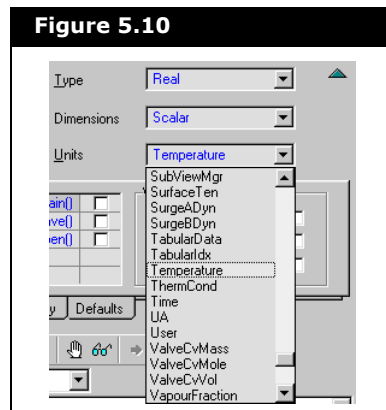 Figure 5.10
Type Real
Dimensions Scalar
Units Temperature
SubViewMgr
SurfaceTen
SurgeADyn
SurgeBDyn
TabularData
TabularIdx
Temperature
ThermCond
Time
UA
User
ValveCvMass
ValveCvMole
ValveCvVol
VapourFraction
ain()
ve()
en()
y Defaults